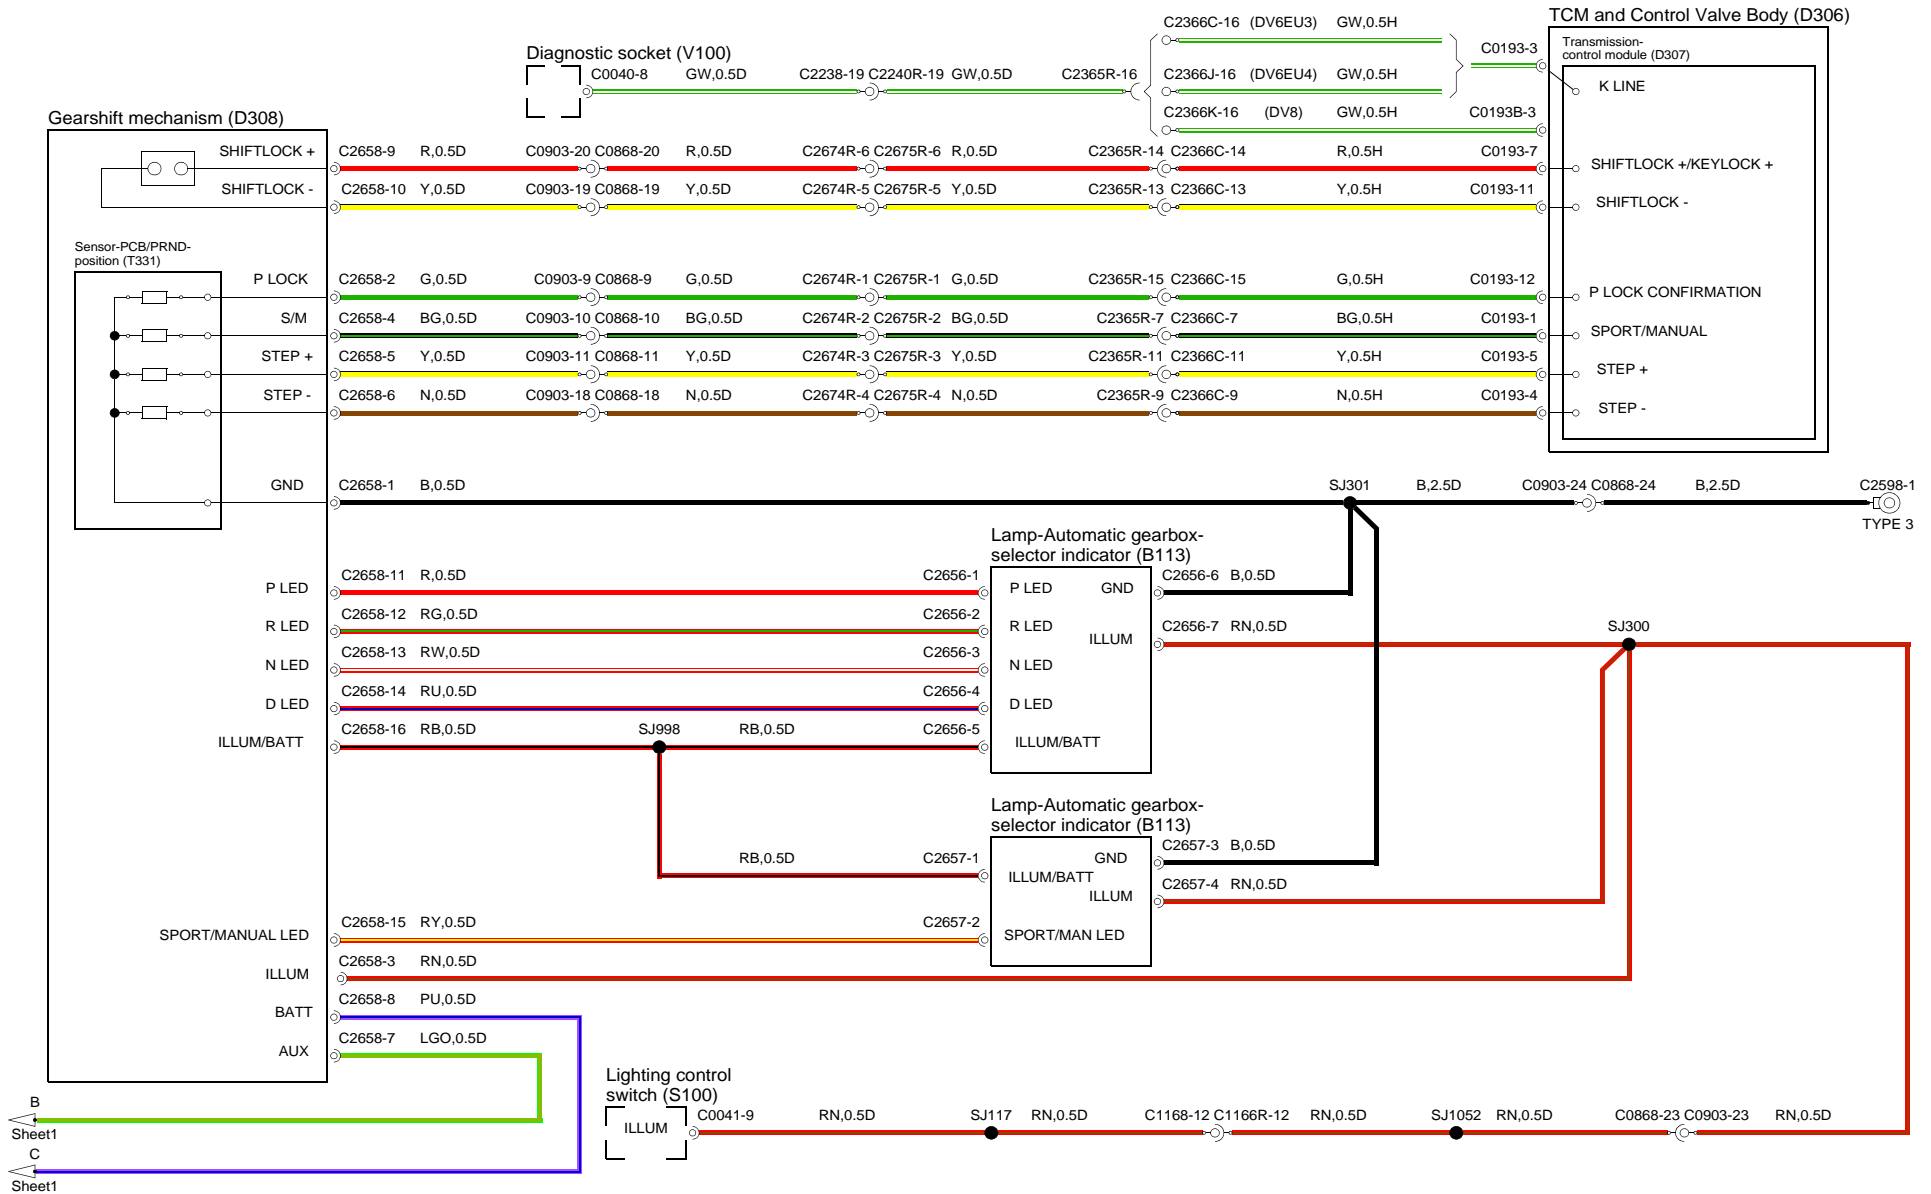 C2366C-16 (DV6EU3) GW,0.5H
TCM and Control Valve Body (D306)
Diagnostic socket (V100)
C0193-3
Transmission-
control module (D307)
C0040-8 GW,0.5D C2238-19 C2240R-19 GW,0.5D C2365R-16 C2366J-16 (DV6EU4) GW,0.5H
K LINE
C2366K-16 (DV8) GW,0.5H C0193B-3
Gearshift mechanism (D308)
SHIFTLOCK + C2658-9 R,0.5D C0903-20 C0868-20 R,0.5D C2674R-6 C2675R-6 R,0.5D C2365R-14 C2366C-14 R,0.5H C0193-7 SHIFTLOCK +/KEYLOCK +
SHIFTLOCK - C2658-10 Y,0.5D C0903-19 C0868-19 Y,0.5D C2674R-5 C2675R-5 Y,0.5D C2365R-13 C2366C-13 Y,0.5H C0193-11 SHIFTLOCK -
Sensor-PCB/PRND-
position (T331)
P LOCK C2658-2 G,0.5D C0903-9 C0868-9 G,0.5D C2674R-1 C2675R-1 G,0.5D C2365R-15 C2366C-15 G,0.5H C0193-12 P LOCK CONFIRMATION
S/M C2658-4 BG,0.5D C0903-10 C0868-10 BG,0.5D C2674R-2 C2675R-2 BG,0.5D C2365R-7 C2366C-7 BG,0.5H C0193-1 SPORT/MANUAL
STEP + C2658-5 Y,0.5D C0903-11 C0868-11 Y,0.5D C2674R-3 C2675R-3 Y,0.5D C2365R-11 C2366C-11 Y,0.5H C0193-5 STEP +
STEP - C2658-6 N,0.5D C0903-18 C0868-18 N,0.5D C2674R-4 C2675R-4 N,0.5D C2365R-9 C2366C-9 N,0.5H C0193-4 STEP -
GND C2658-1 B,0.5D SJ301 B,2.5D C0903-24 C0868-24 B,2.5D C2598-1
TYPE 3
Lamp-Automatic gearbox-
selector indicator (B113)
P LED C2658-11 R,0.5D C2656-1 P LED GND C2656-6 B,0.5D
R LED C2658-12 RG,0.5D C2656-2 R LED
ILLUM C2656-7 RN,0.5D SJ300
N LED C2658-13 RW,0.5D C2656-3 N LED
D LED C2658-14 RU,0.5D C2656-4 D LED
ILLUM/BATT C2658-16 RB,0.5D SJ998 RB,0.5D C2656-5 ILLUM/BATT
Lamp-Automatic gearbox-
selector indicator (B113)
RB,0.5D C2657-1 GND C2657-3 B,0.5D
ILLUM/BATT
ILLUM C2657-4 RN,0.5D
SPORT/MANUAL LED C2658-15 RY,0.5D C2657-2 SPORT/MAN LED
ILLUM C2658-3 RN,0.5D
BATT C2658-8 PU,0.5D
AUX C2658-7 LGO,0.5D
Lighting control
switch (S100)
B
Sheet1
ILLUM C0041-9 RN,0.5D SJ117 RN,0.5D C1168-12 C1166R-12 RN,0.5D SJ1052 RN,0.5D C0868-23 C0903-23 RN,0.5D
C
Sheet1